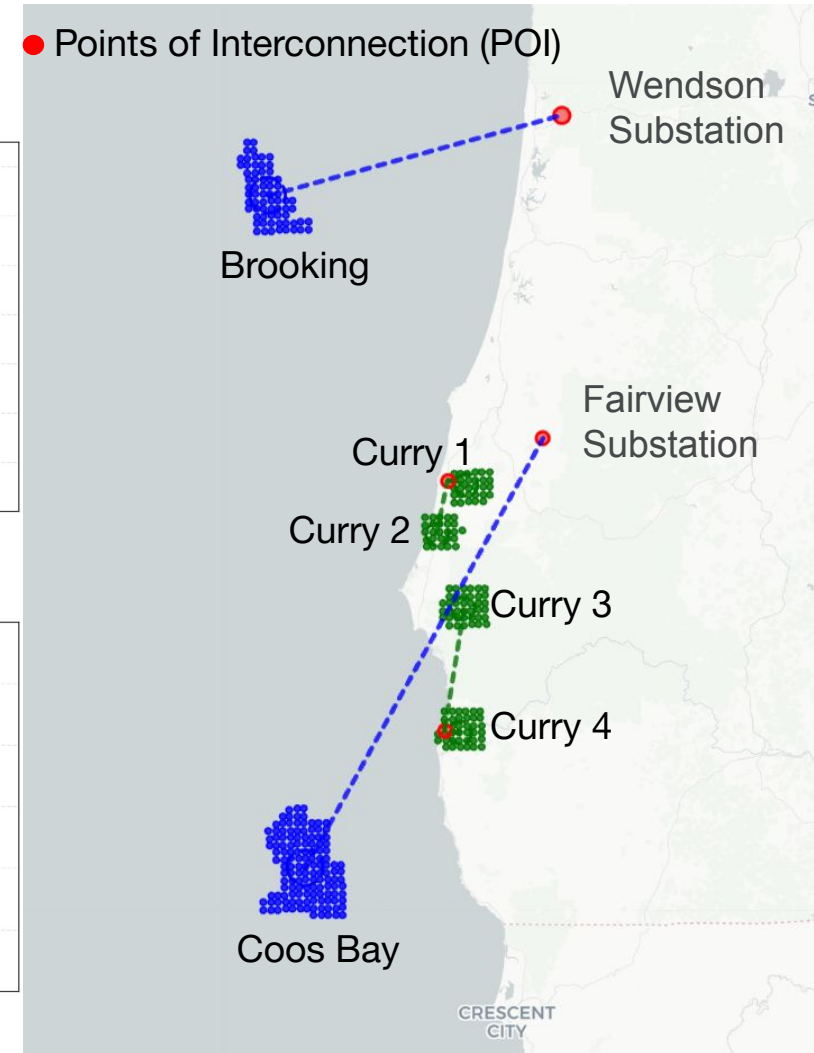 Points of Interconnection (POI)
Wendson
Substation
Brooking
Fairview
Substation
Curry 1
Curry 2
Curry 3
Curry 4
Coos Bay
CRESCENT
CITY